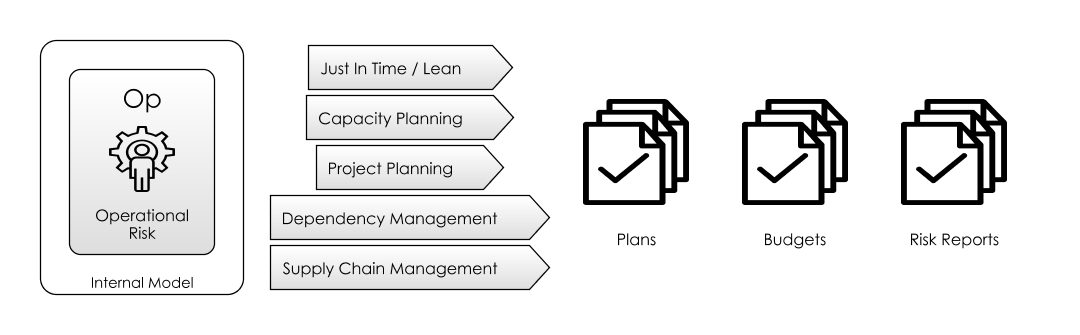 Op
Operational
Risk
Internal Model
Just In Time / Lean
Capacity Planning
Project Planning
Dependency Management
Supply Chain Management
Plans
Budgets
Risk Reports